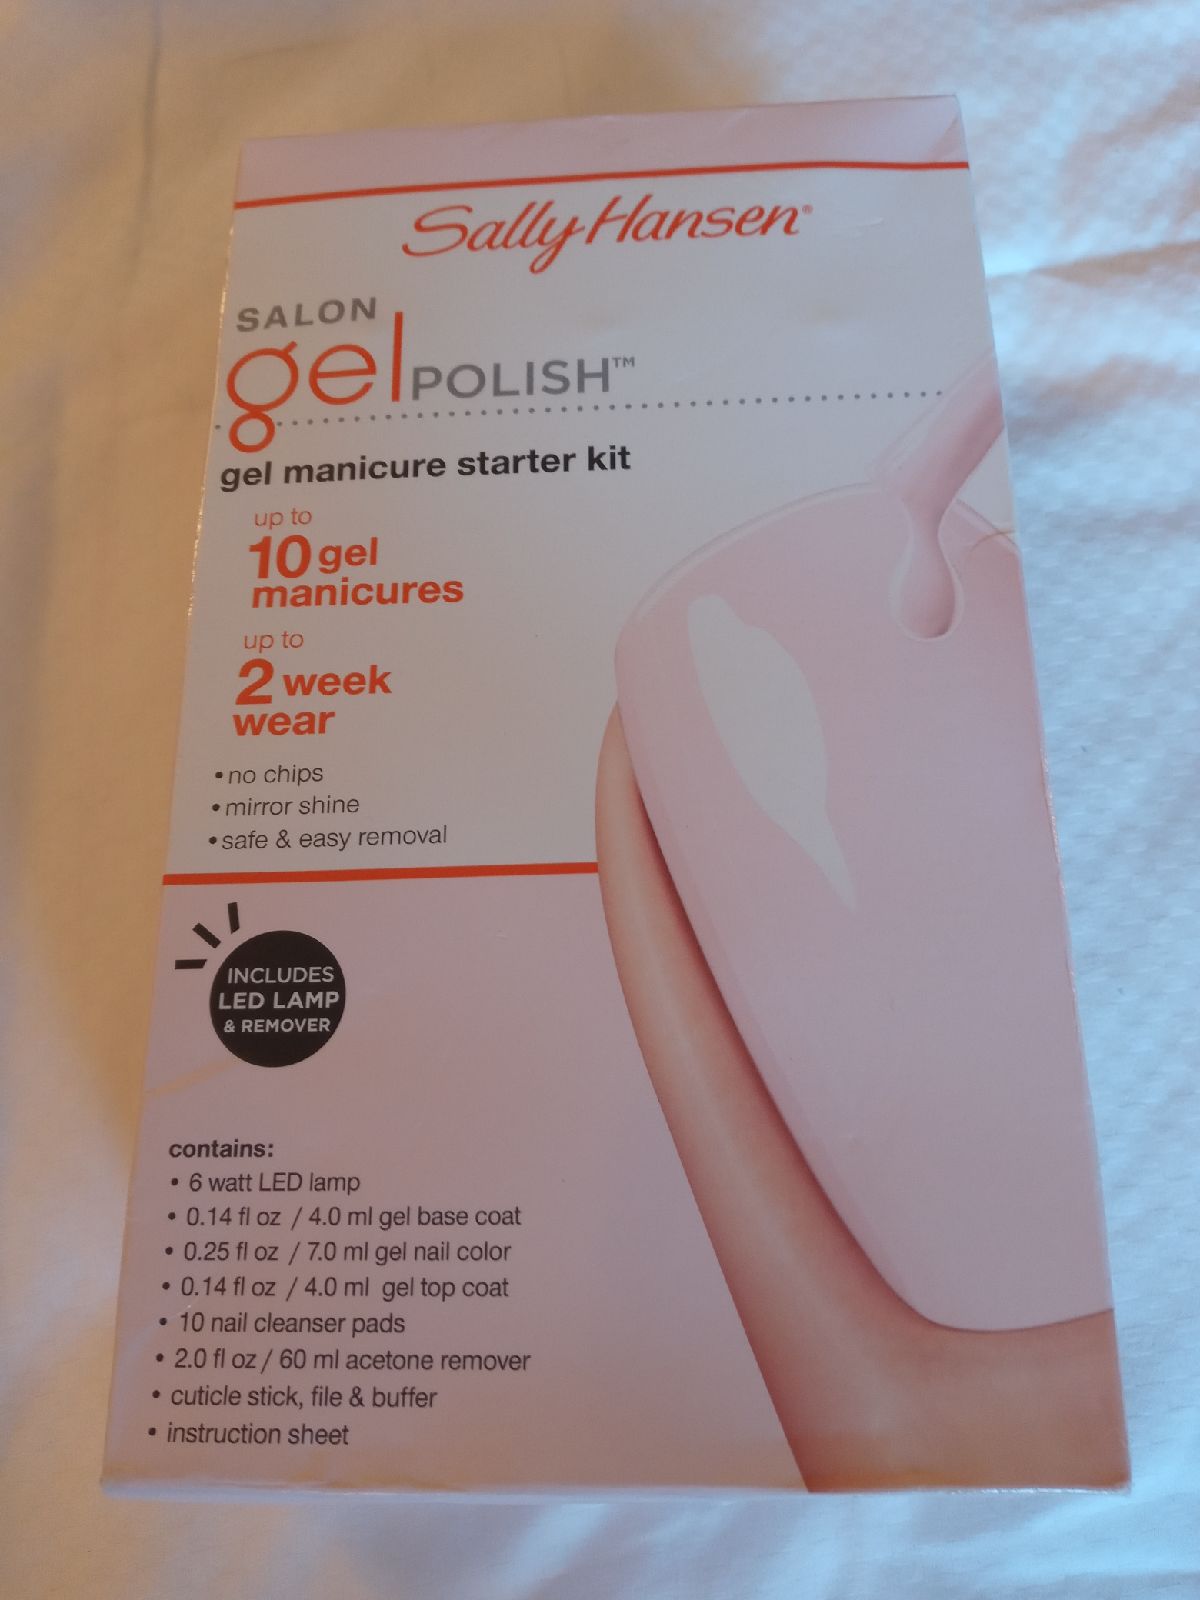 Sally Hansen®
SALON
gel POLISH™
gel manicure starter kit
up to
10 gel
manicures
up to
2 week
wear
• no chips
• mirror shine
• safe & easy removal
INCLUDES
LED LAMP
& REMOVER
contains:
• 6 watt LED lamp
• 0.14 fl oz / 4.0 ml gel base coat
• 0.25 fl oz / 7.0 ml gel nail color
• 0.14 fl oz / 4.0 ml gel top coat
• 10 nail cleanser pads
• 2.0 fl oz / 60 ml acetone remover
• cuticle stick, file & buffer
• instruction sheet